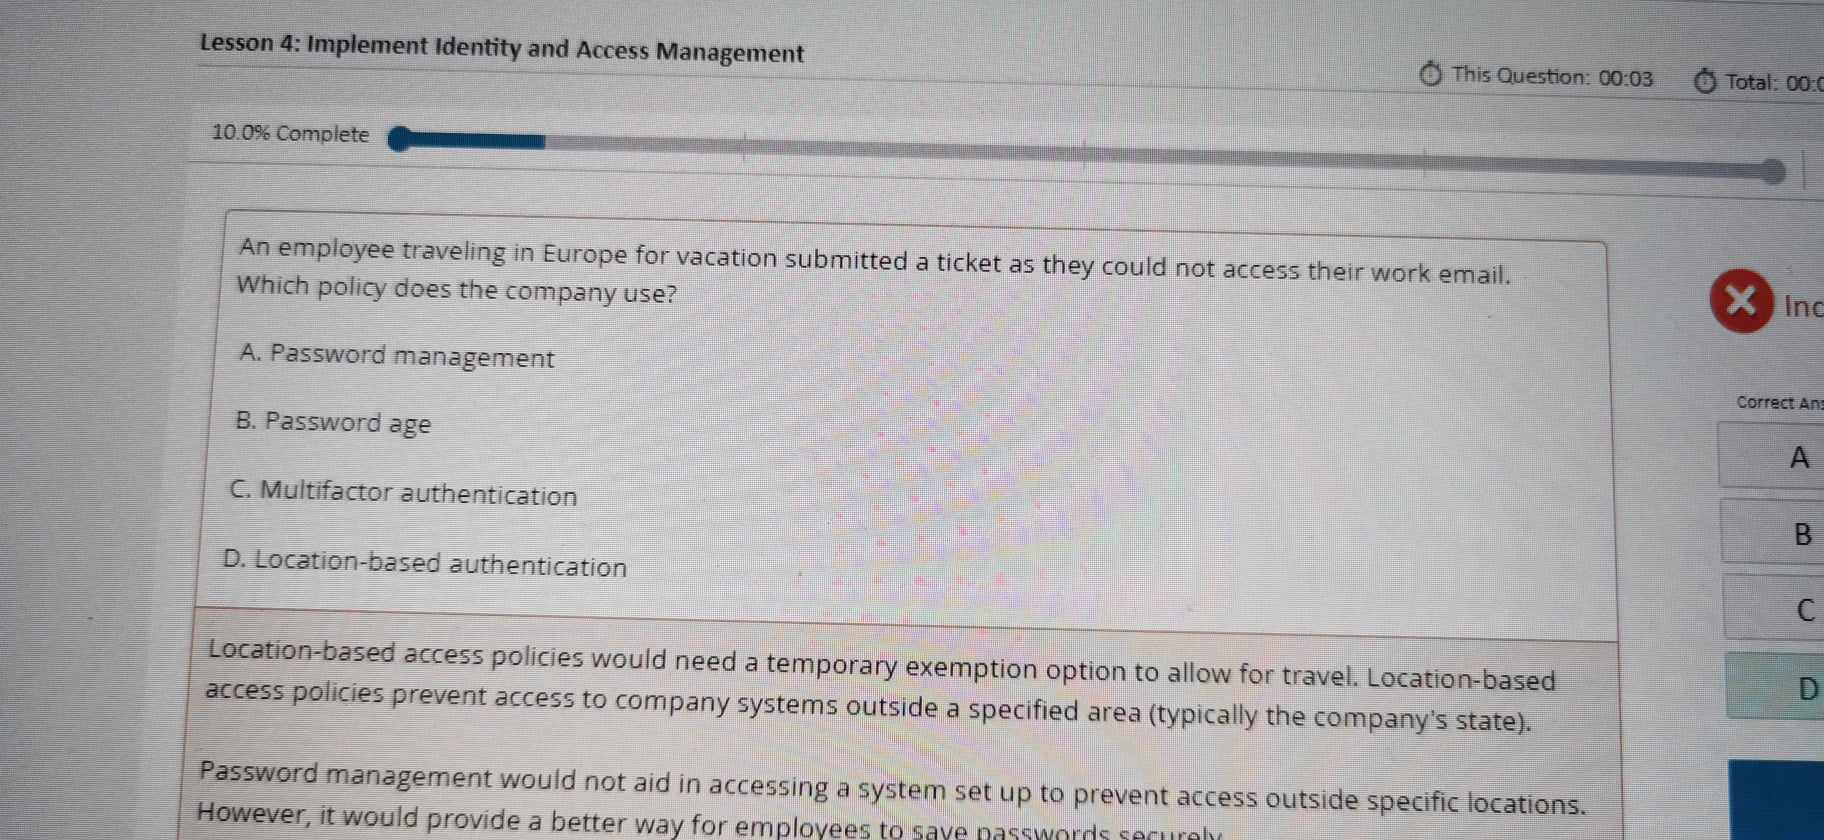 Lesson 4: Implement Identity and Access Management
This Question: 00:03
Total: 00:0
10.0% Complete
An employee traveling in Europe for vacation submitted a ticket as they could not access their work email.
Which policy does the company use?
A. Password management
B. Password age
C. Multifactor authentication
D. Location-based authentication
Inc
Correct Ans
A
B
C
D
Location-based access policies would need a temporary exemption option to allow for travel. Location-based
access policies prevent access to company systems outside a specified area (typically the company's state).
Password management would not aid in accessing a system set up to prevent access outside specific locations.
However, it would provide a better way for employees to save passwords securely